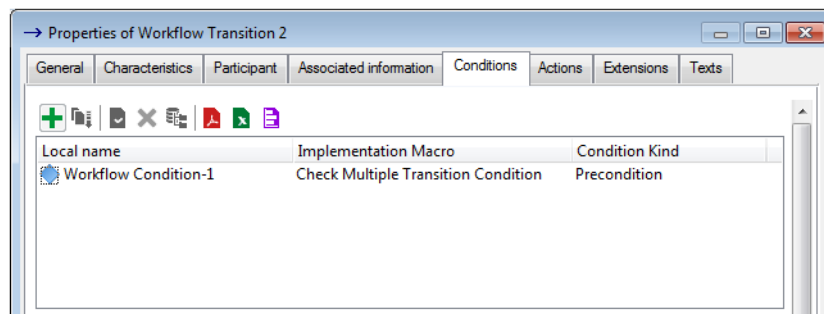 Properties of Workflow Transition 2
General Characteristics Participant Associated information Conditions Actions Extensions Texts
Local name Implementation Macro Condition Kind
Workflow Condition-1 Check Multiple Transition Condition Precondition